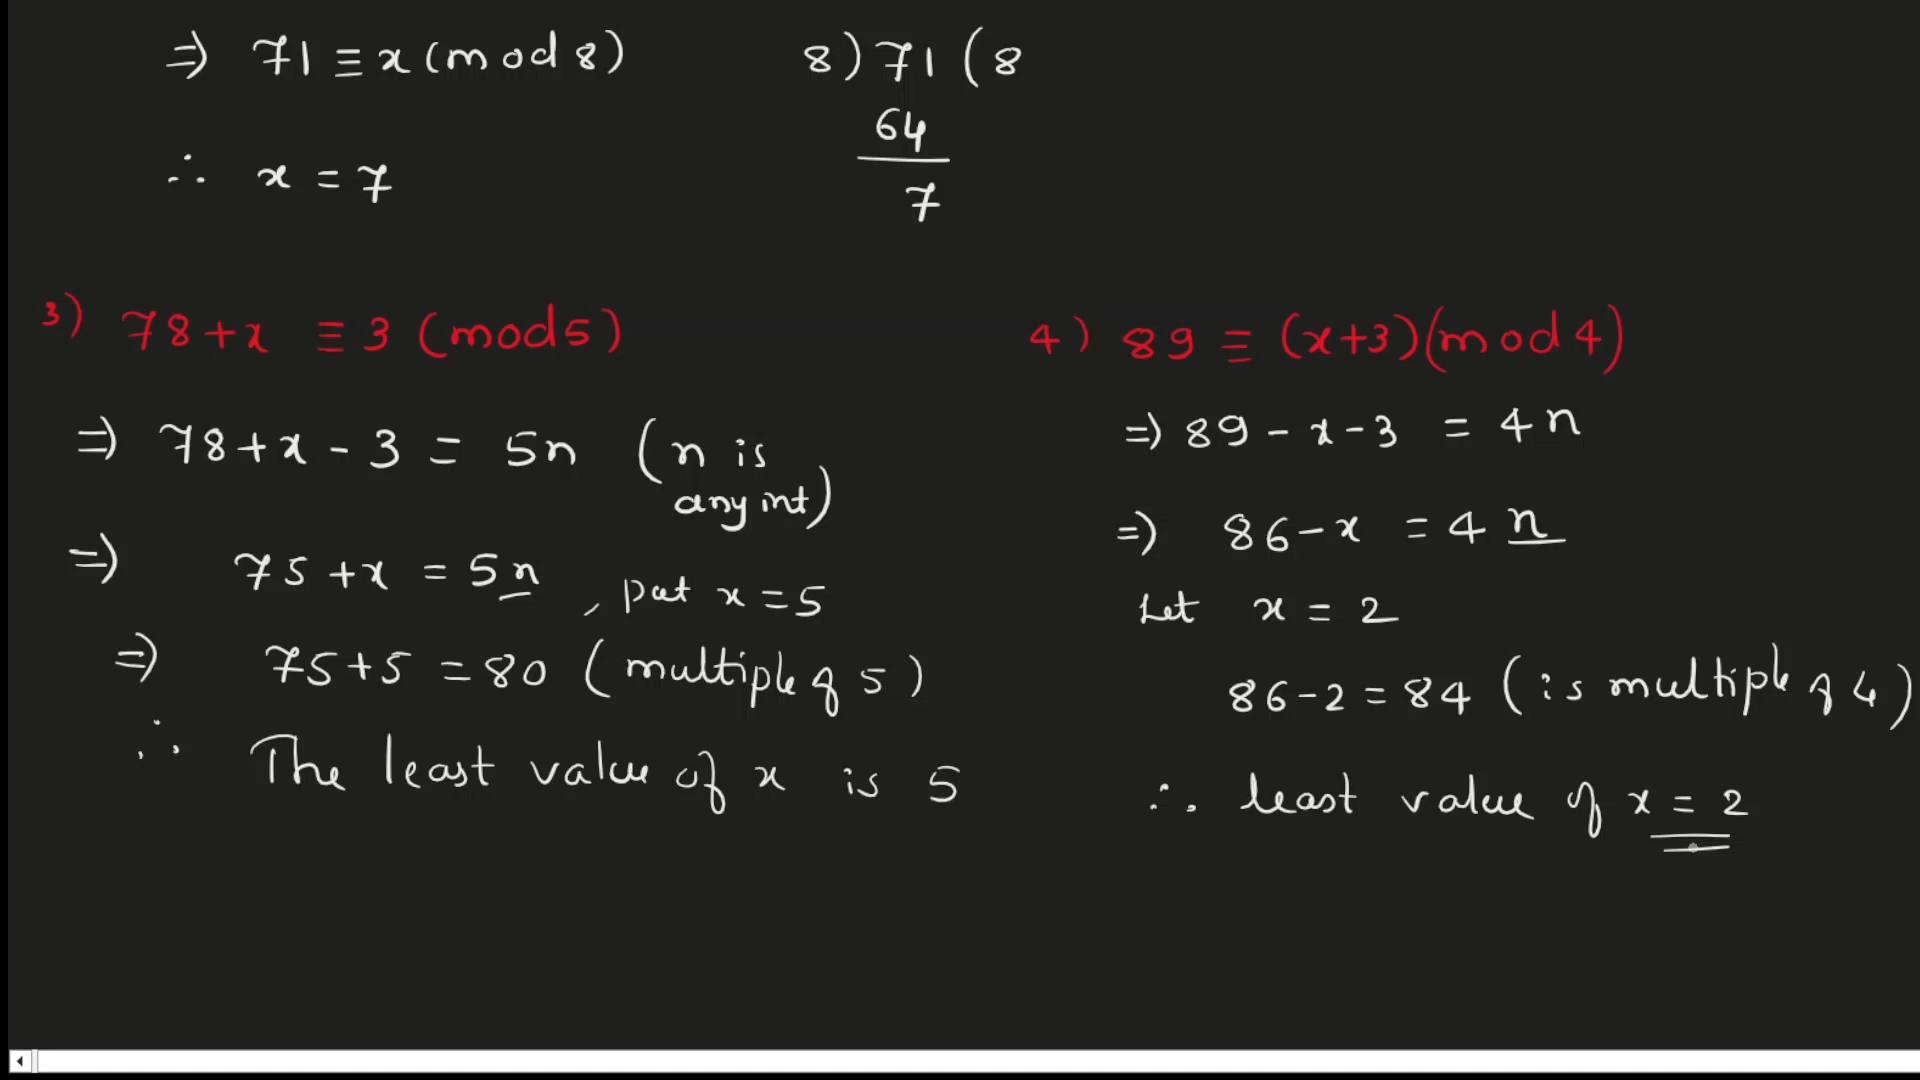 ⇒ 71 ≡ x (mod 8)
8)71(8
64
7
∴ x = 7
3) 78+x ≡ 3 (mod5)
⇒ 78+x - 3 = 5n (n is any int)
⇒ 75+x = 5n , put x=5
⇒ 75+5 = 80 (multiple of 5)
∴ The least value of x is 5
4) 89 ≡ (x+3)(mod 4)
⇒ 89 - x - 3 = 4n
⇒ 86-x = 4n
Let x = 2
86-2 = 84 (is multiple of 4)
∴ least value of x = 2